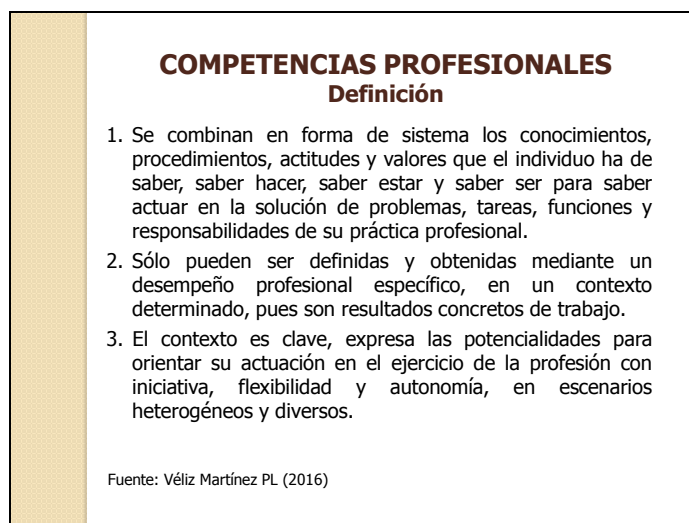 COMPETENCIAS PROFESIONALES
Definición
1. Se combinan en forma de sistema los conocimientos,
procedimientos, actitudes y valores que el individuo ha de
saber, saber hacer, saber estar y saber ser para saber
actuar en la solución de problemas, tareas, funciones y
responsabilidades de su práctica profesional.
2. Sólo pueden ser definidas y obtenidas mediante un
desempeño profesional específico, en un contexto
determinado, pues son resultados concretos de trabajo.
3. El contexto es clave, expresa las potencialidades para
orientar su actuación en el ejercicio de la profesión con
iniciativa, flexibilidad y autonomía, en escenarios
heterogéneos y diversos.
Fuente: Véliz Martínez PL (2016)